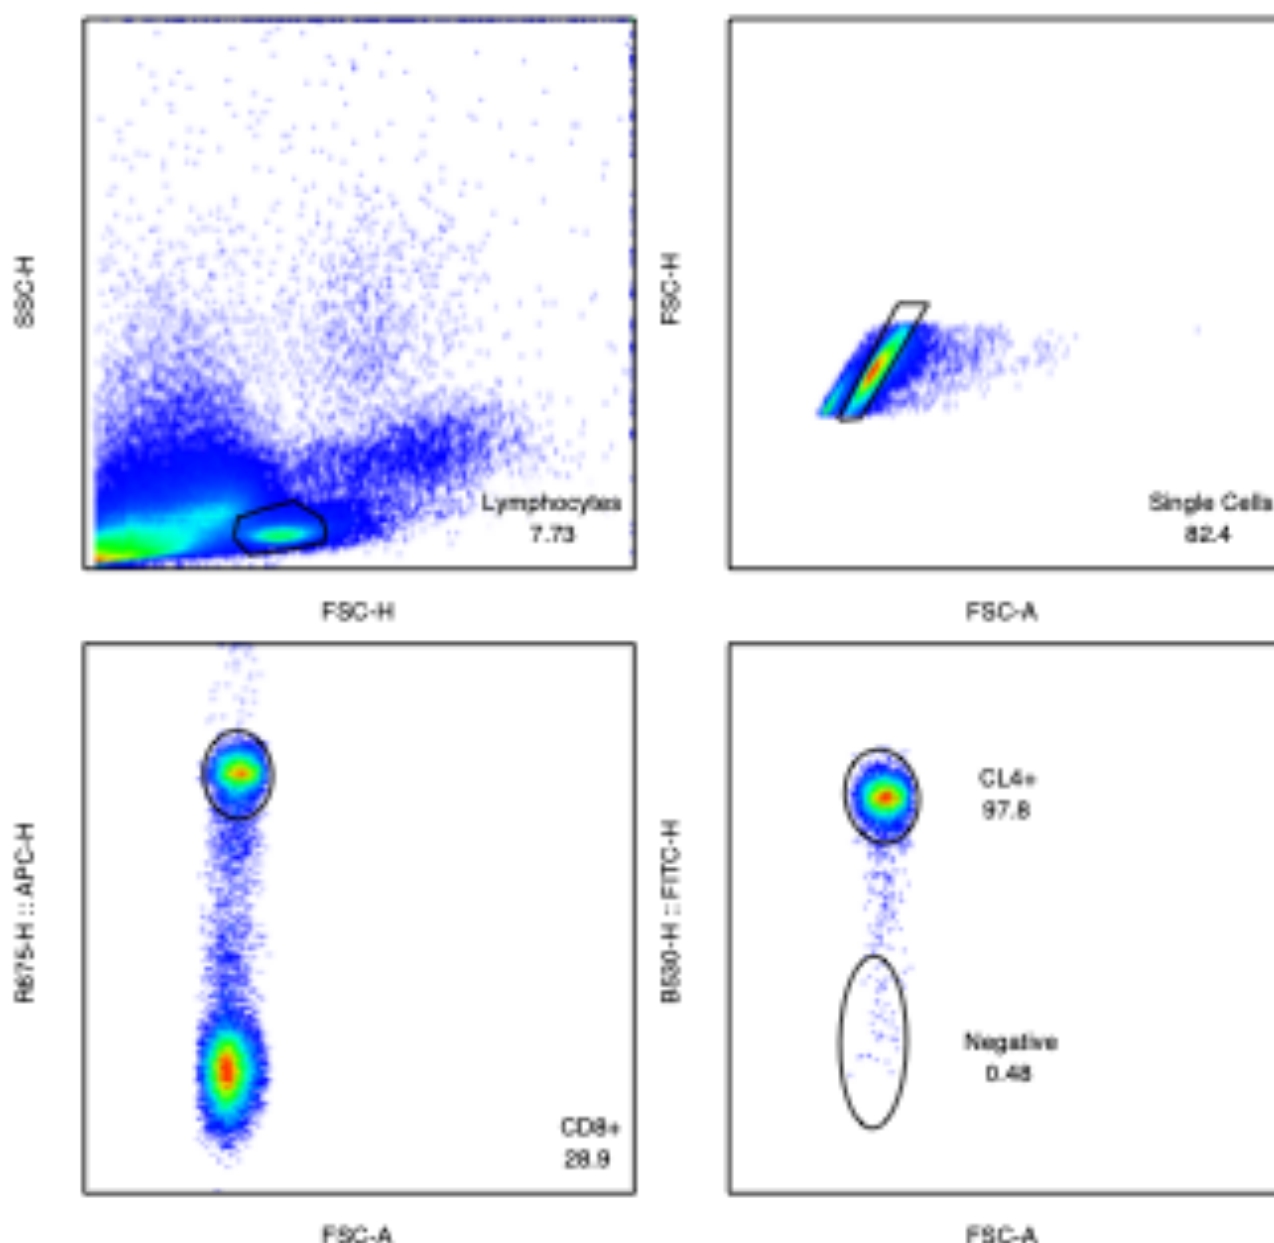 SSC-H
Lymphocytes
7.73
FSC-H
FSC-H
Single Cells
82.4
FSC-A
R675-H :: APC-H
CD8+
28.9
FSC-A
B530-H :: FITC-H
CL4+
97.8
Negative
0.48
FSC-A